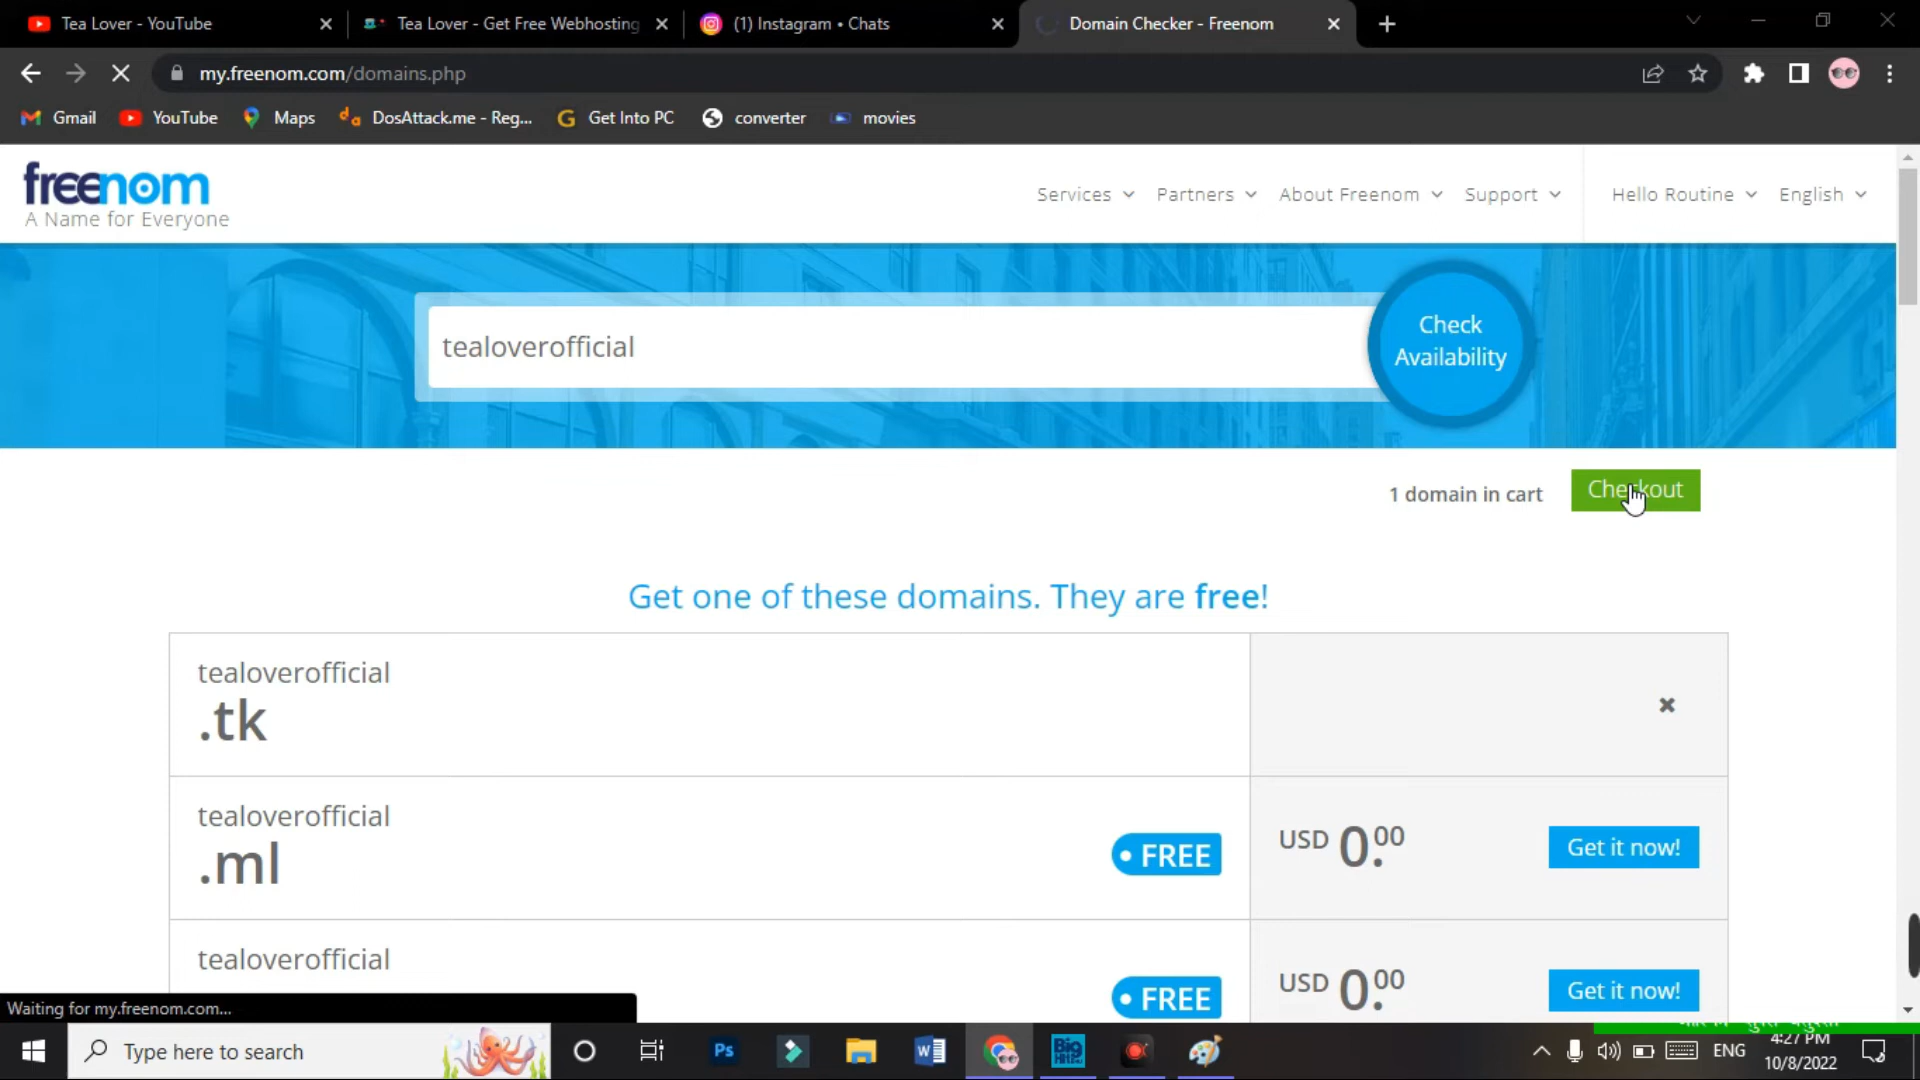 Tea Lover - YouTube
Tea Lover - Get Free Webhosting
(1) Instagram • Chats
Domain Checker - Freenom
my.freenom.com/domains.php
Gmail
YouTube
Maps
DosAttack.me - Reg...
Get Into PC
converter
movies
freenom
A Name for Everyone
Services
Partners
About Freenom
Support
Hello Routine
English
tealoverofficial
Check
Availability
1 domain in cart
Checkout
Get one of these domains. They are free!
tealoverofficial
.tk
tealoverofficial
.ml
FREE
USD 0.00
Get it now!
tealoverofficial
FREE
USD 0.00
Get it now!
Waiting for my.freenom.com...
Type here to search
Ps
ENG
4:27 PM
10/8/2022